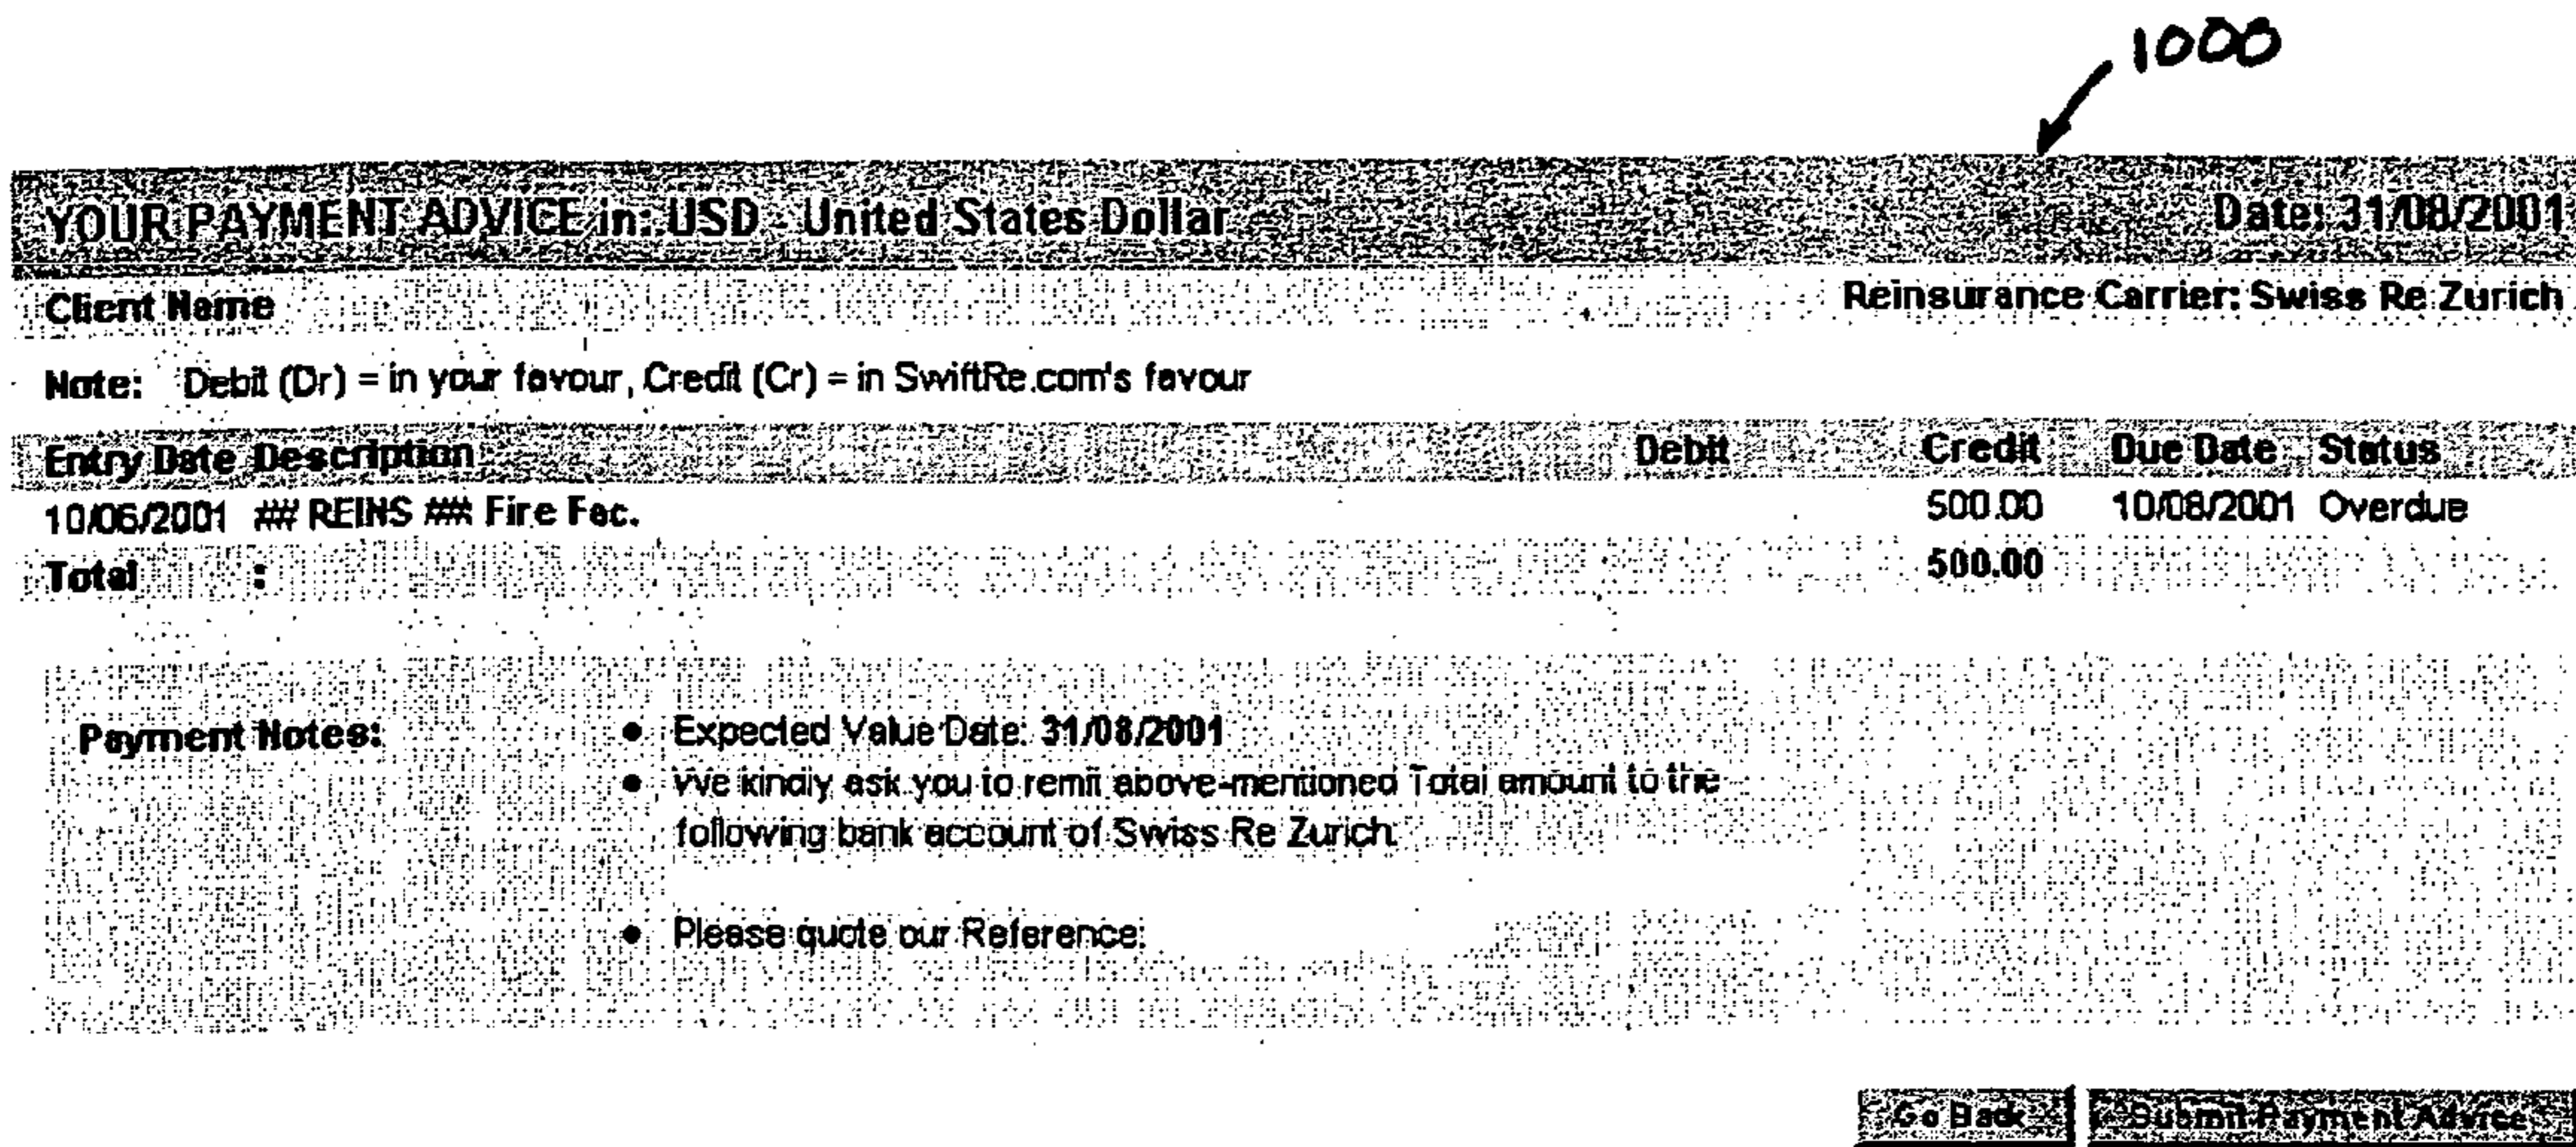 1000
YOUR PAYMENT ADVICE in: USD - United States Dollar Date: 31/08/2001
Client Name Reinsurance Carrier: Swiss Re Zurich
Note: Debit (Dr) = in your favour, Credit (Cr) = in SwiftRe.com's favour
Entry Date Description Debit Credit Due Date Status
10/06/2001 ## REINS ## Fire Fac. 500.00 10/08/2001 Overdue
Total : 500.00
Payment Notes: • Expected Value Date: 31/08/2001
• We kindly ask you to remit above-mentioned Total amount to the
following bank account of Swiss Re Zurich:
• Please quote our Reference:
Go Back Submit Payment Advice